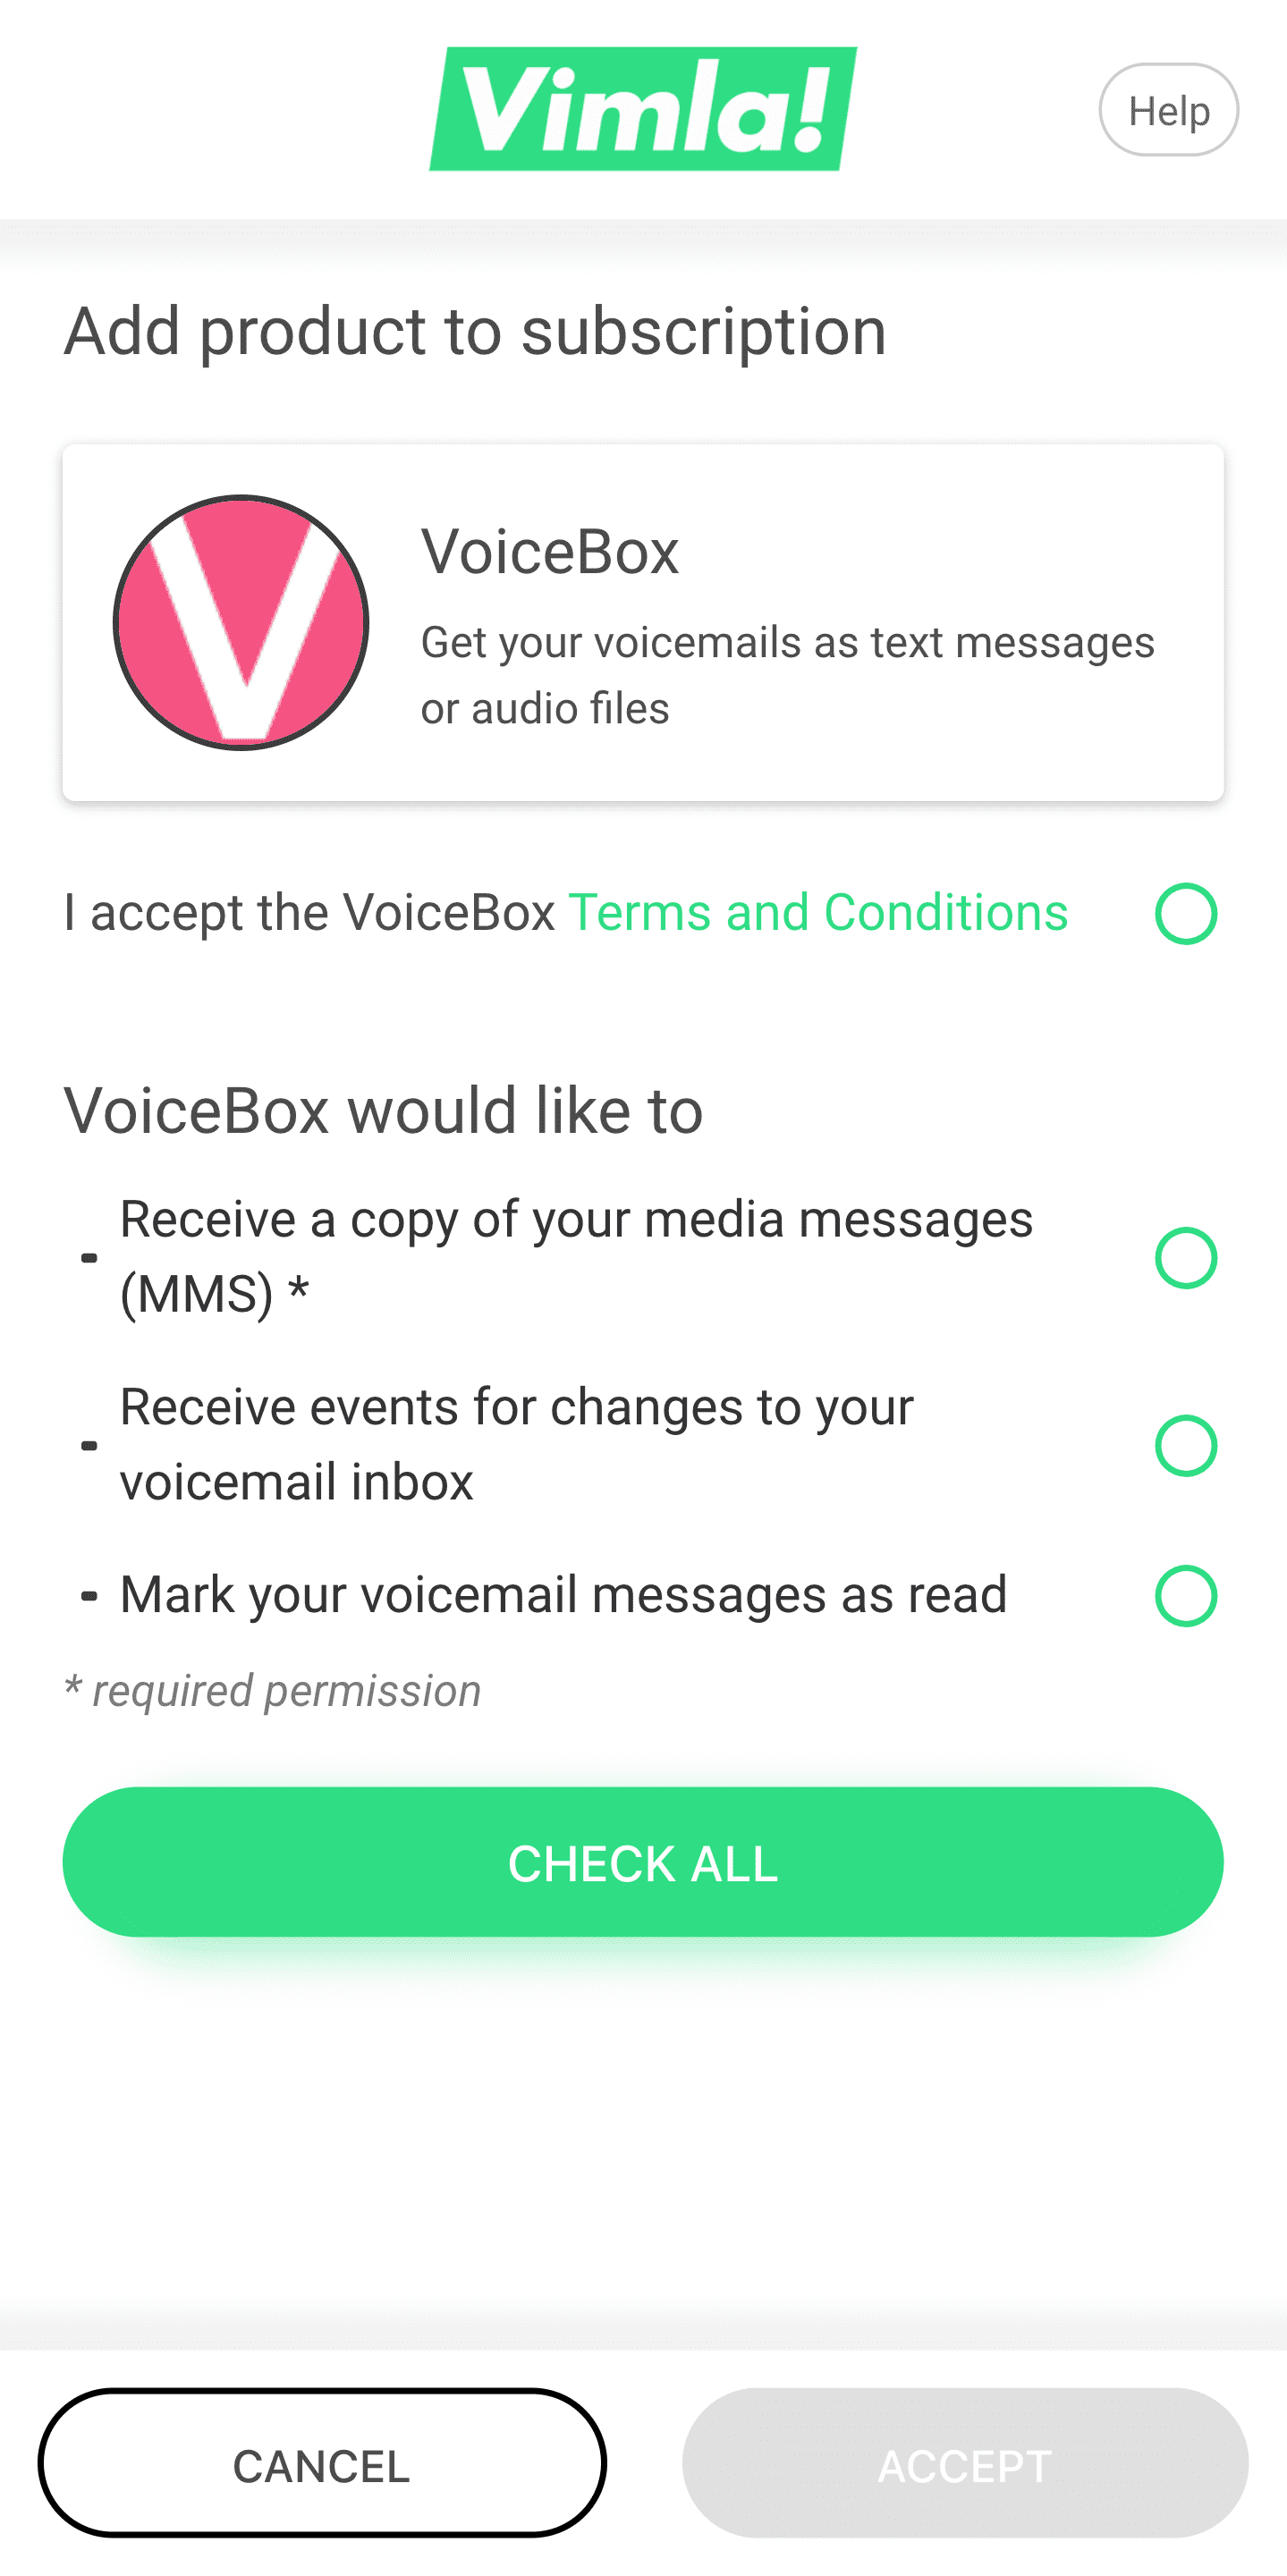 Vimla!
Help
Add product to subscription
V
VoiceBox
Get your voicemails as text messages
or audio files
I accept the VoiceBox Terms and Conditions
VoiceBox would like to
- Receive a copy of your media messages
(MMS) *
- Receive events for changes to your
voicemail inbox
- Mark your voicemail messages as read
* required permission
CHECK ALL
CANCEL
ACCEPT